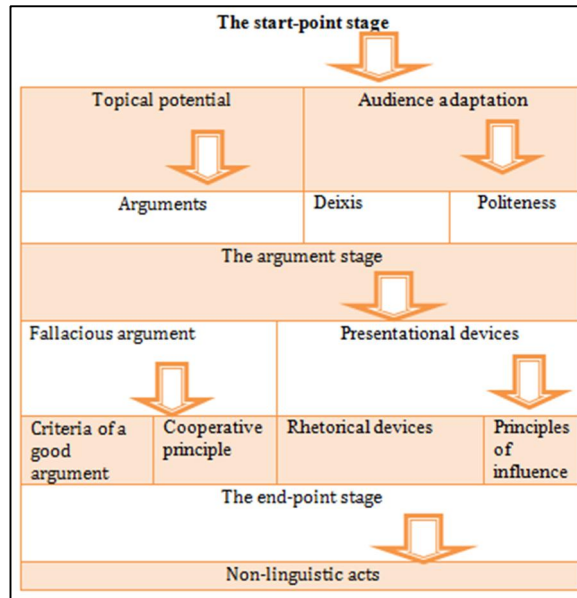 The start-point stage
Topical potential
Audience adaptation
Arguments
Deixis
Politeness
The argument stage
Fallacious argument
Presentational devices
Criteria of a
good
argument
Cooperative
principle
Rhetorical devices
Principles
of
influence
The end-point stage
Non-linguistic acts